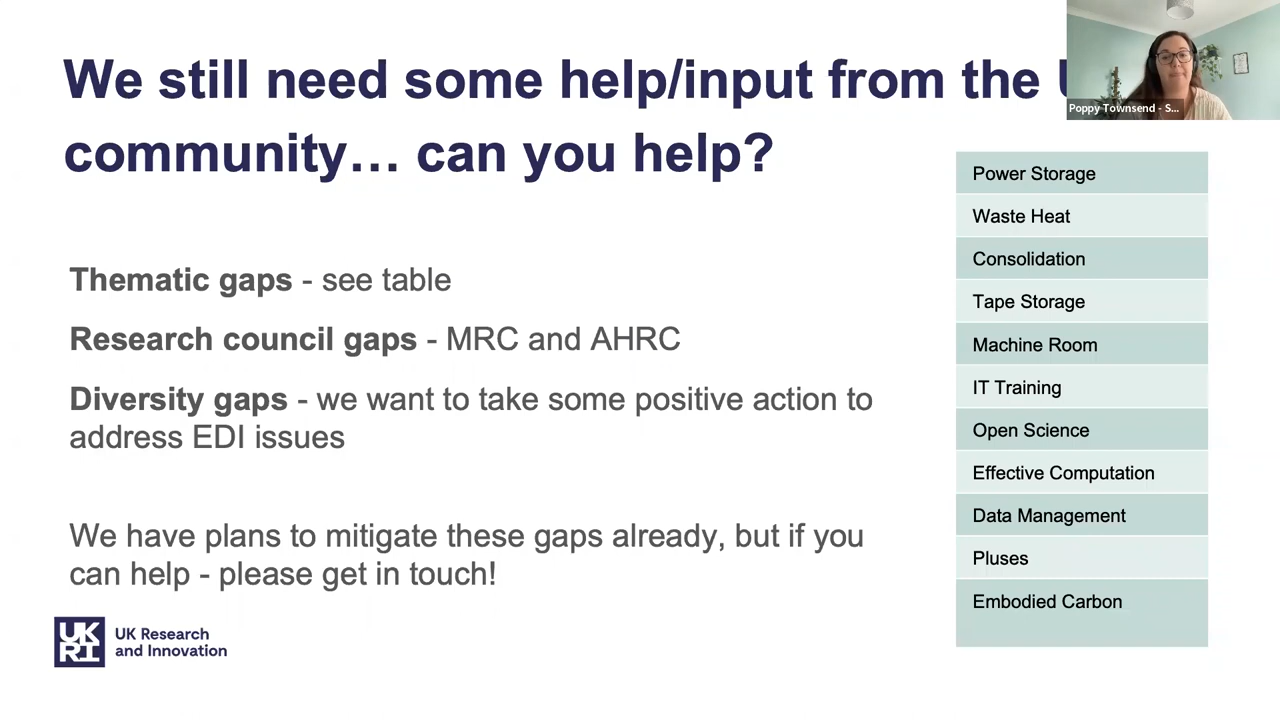 We still need some help/input from the
community… can you help?
Poppy Townsend - S...
Thematic gaps - see table
Research council gaps - MRC and AHRC
Diversity gaps - we want to take some positive action to
address EDI issues
We have plans to mitigate these gaps already, but if you
can help - please get in touch!
Power Storage
Waste Heat
Consolidation
Tape Storage
Machine Room
IT Training
Open Science
Effective Computation
Data Management
Pluses
Embodied Carbon
UK
RI
UK Research
and Innovation